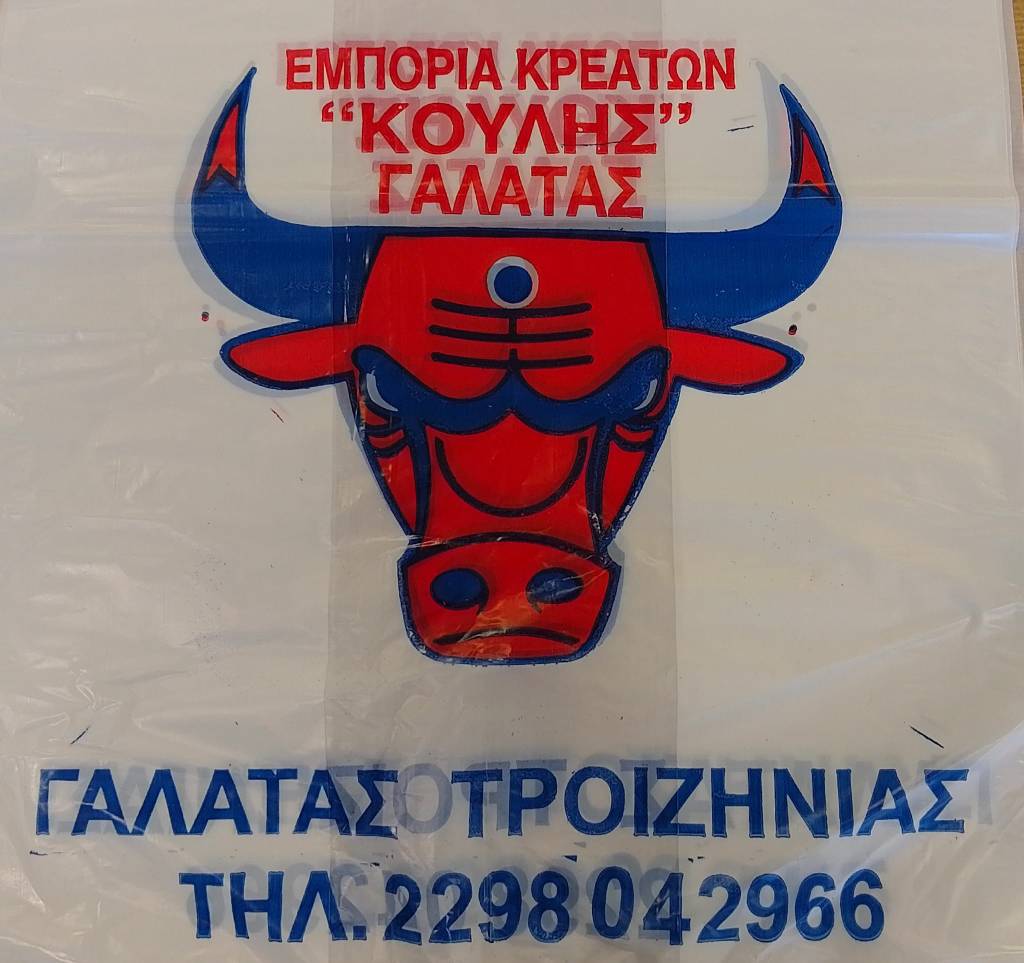 ΕΜΠΟΡΙΑ ΚΡΕΑΤΩΝ
“ΚΟΥΛΗΣ”
ΓΑΛΑΤΑΣ
ΓΑΛΑΤΑΣ ΤΡΟΙΖΗΝΙΑΣ
ΤΗΛ. 2298 042966